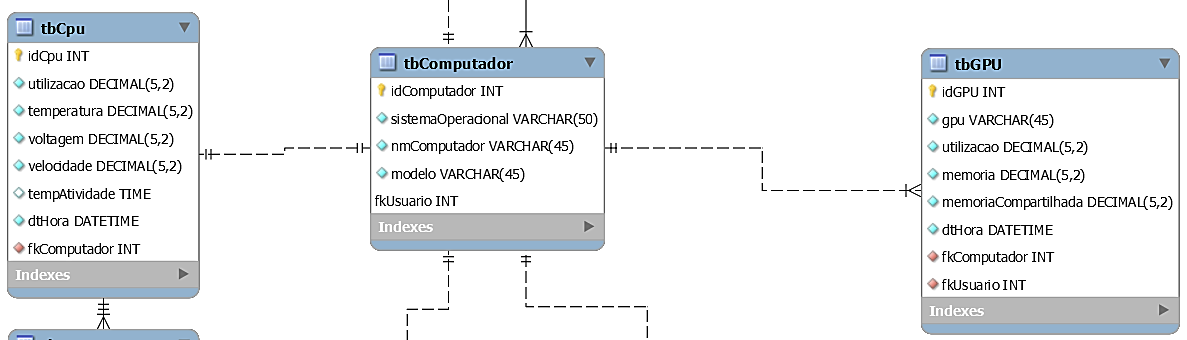 tbCpu
idCpu INT
utilizacao DECIMAL(5,2)
temperatura DECIMAL(5,2)
voltagem DECIMAL(5,2)
velocidade DECIMAL(5,2)
tempAtividade TIME
dtHora DATETIME
fkComputador INT
Indexes
tbComputador
idComputador INT
sistemaOperacional VARCHAR(50)
nmComputador VARCHAR(45)
modelo VARCHAR(45)
fkUsuario INT
Indexes
tbGPU
idGPU INT
gpu VARCHAR(45)
utilizacao DECIMAL(5,2)
memoria DECIMAL(5,2)
memoriaCompartilhada DECIMAL(5,2)
dtHora DATETIME
fkComputador INT
fkUsuario INT
Indexes